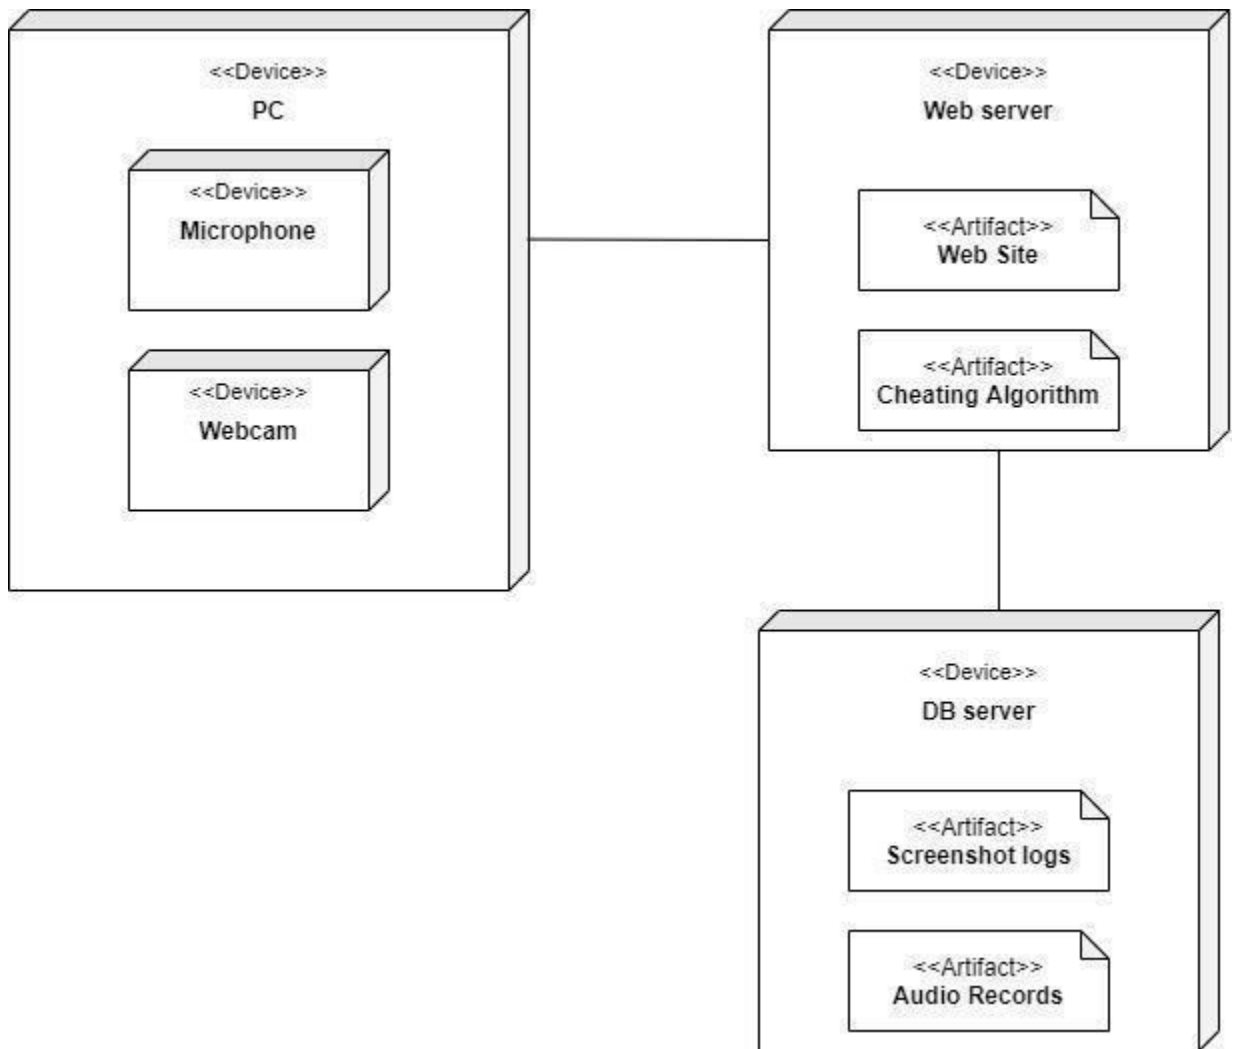 <<Device>>
PC
<<Device>>
Microphone
<<Device>>
Webcam
<<Device>>
Web server
<<Artifact>>
Web Site
<<Artifact>>
Cheating Algorithm
<<Device>>
DB server
<<Artifact>>
Screenshot logs
<<Artifact>>
Audio Records